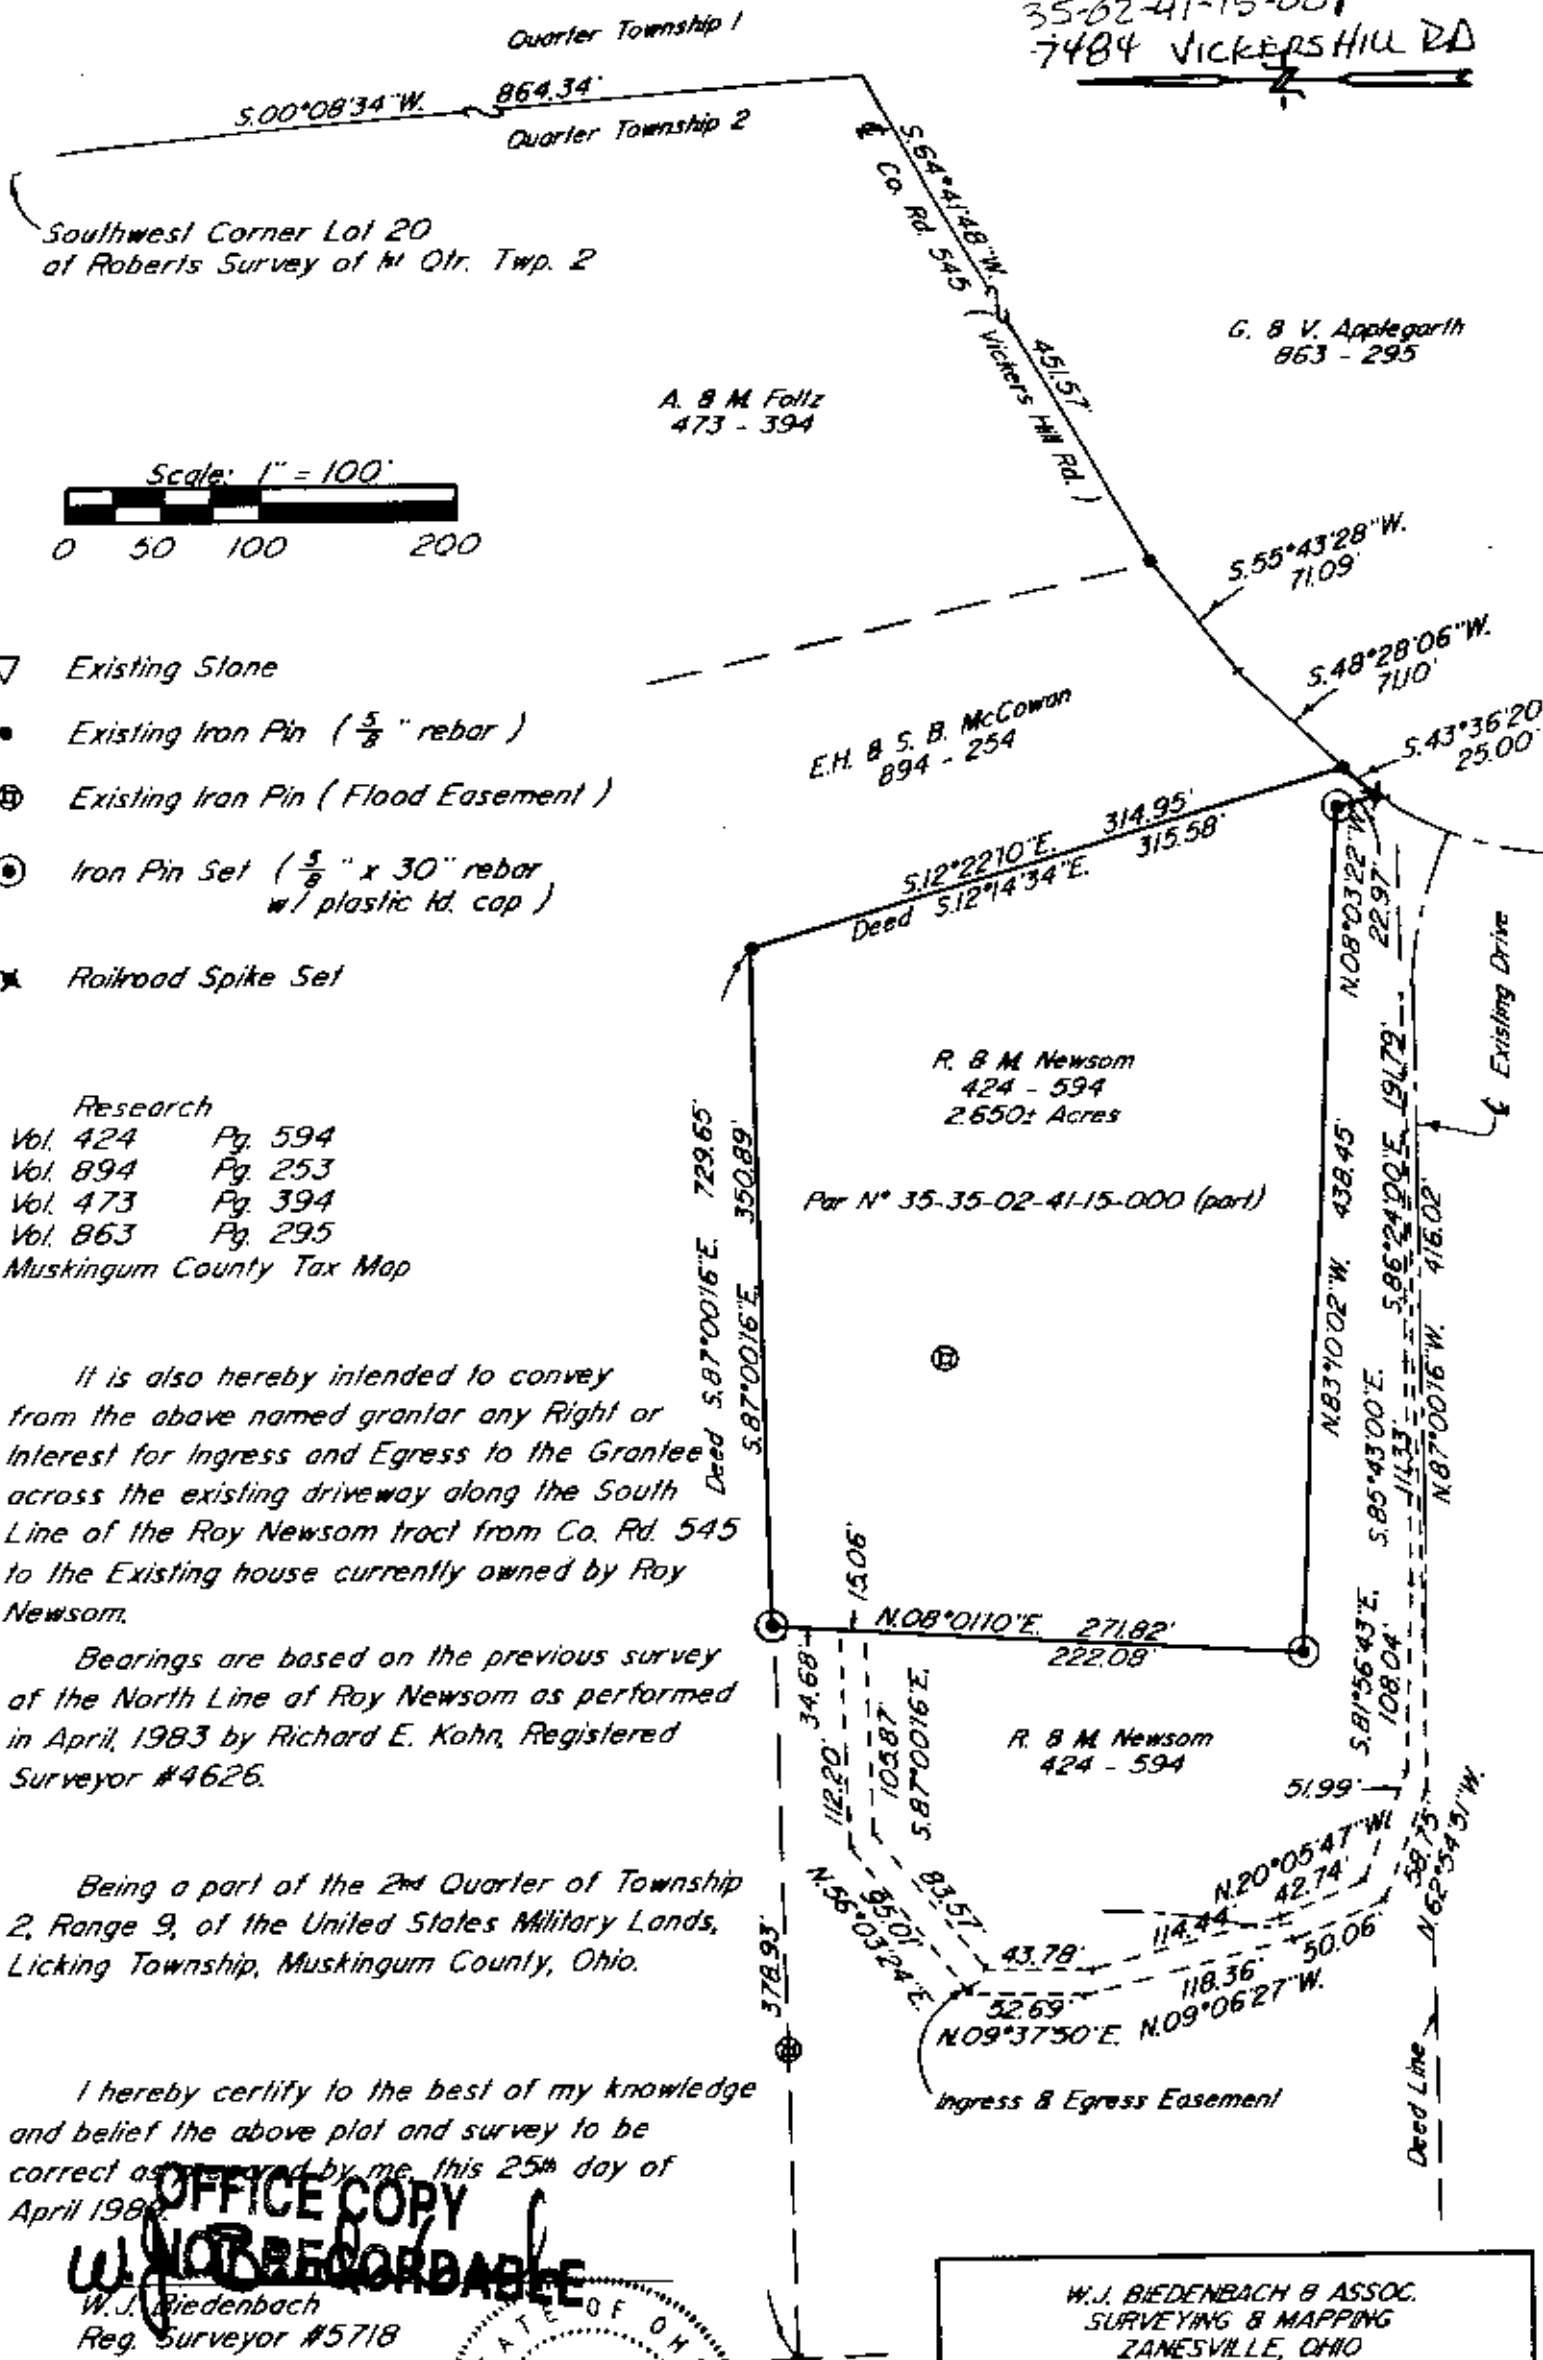 35-62-41-15-001
7484 VICKERS HILL RD
Quarter Township 1
S.00°08'34"W. 864.34'
Quarter Township 2
Southwest Corner Lot 20
of Roberts Survey of Qtr. Twp. 2
S.64°41'48"W.
451.57'
Co. Rd. 545 ( Vickers Hill Rd. )
G. & V. Applegarth
863 - 295
A. & M. Foltz
473 - 394
Scale: 1" = 100'
0 50 100 200
S.55°43'28"W.
71.09'
S.48°28'06"W.
71.10'
S.43°36'20
25.00'
Existing Stone
Existing Iron Pin ( 5/8 " rebar )
Existing Iron Pin ( Flood Easement )
Iron Pin Set ( 5/8 " x 30" rebar
w/ plastic Id. cap )
Railroad Spike Set
E.H. & S. B. McCowan
894 - 254
S.12°22'10"E. 314.95'
Deed S.12°14'34"E. 315.58'
N.08°03'22"W.
22.97'
Existing Drive
R. & M. Newsom
424 - 594
2.650± Acres
Par Nº 35-35-02-41-15-000 (part)
Research
Vol. 424 Pg. 594
Vol. 894 Pg. 253
Vol. 473 Pg. 394
Vol. 863 Pg. 295
Muskingum County Tax Map
Deed S.87°00'16"E. 729.65'
S.87°00'16"E. 350.89'
N.83°10'02"W. 438.45'
S.86°24'00"E. 191.79'
S.85°43'00"E.
111.33'
N.87°00'16"W. 416.02'
S.81°56'43"E.
108.04'
It is also hereby intended to convey
from the above named grantor any Right or
Interest for Ingress and Egress to the Grantee
across the existing driveway along the South
Line of the Roy Newsom tract from Co. Rd. 545
to the Existing house currently owned by Roy
Newsom.
Bearings are based on the previous survey
of the North Line of Roy Newsom as performed
in April, 1983 by Richard E. Kohn, Registered
Surveyor #4626.
Being a part of the 2nd Quarter of Township
2, Range 9, of the United States Military Lands,
Licking Township, Muskingum County, Ohio.
15.06'
N.08°01'10"E. 271.82'
222.08'
34.68'
112.20'
105.87'
S.87°00'16"E.
R. & M. Newsom
424 - 594
51.99'
N.20°05'47"W.
42.74'
58.75'
N.62°54'51"W.
83.57'
95.01'
N.56°03'24"E.
43.78'
114.44'
50.06'
52.69'
118.36'
N.09°37'50"E. N.09°06'27"W.
378.93'
Ingress & Egress Easement
Deed Line
I hereby certify to the best of my knowledge
and belief the above plat and survey to be
correct as prepared by me, this 25th day of
April 198
OFFICE COPY
NOT RECORDABLE
W.J. Biedenbach
Reg. Surveyor #5718
ATE OF OH
W.J. BIEDENBACH & ASSOC.
SURVEYING & MAPPING
ZANESVILLE, OHIO